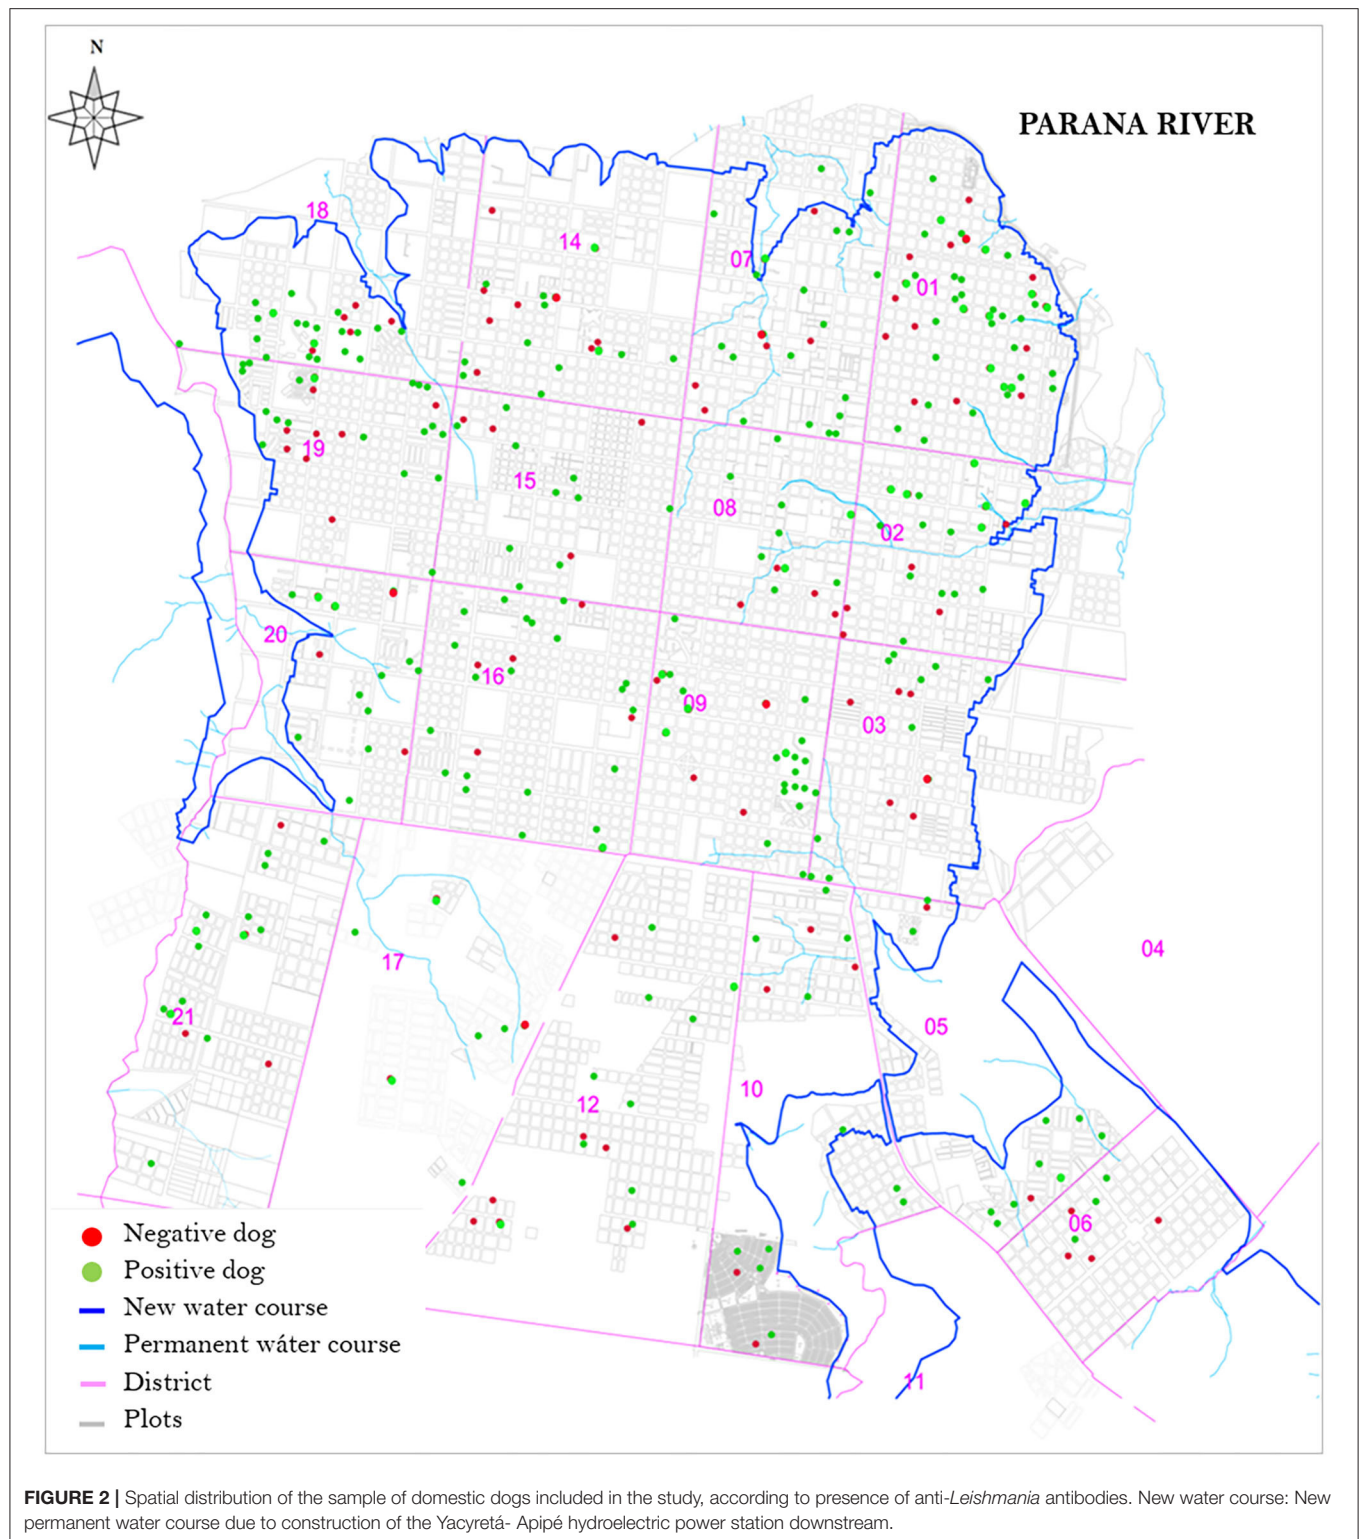 N
PARANA RIVER
18
14
07
01
19
15
08
02
20
16
09
03
17
04
21
05
10
12
06
11
Negative dog
Positive dog
New water course
Permanent wáter course
District
Plots
FIGURE 2 | Spatial distribution of the sample of domestic dogs included in the study, according to presence of anti-Leishmania antibodies. New water course: New
permanent water course due to construction of the Yacyretá- Apipé hydroelectric power station downstream.